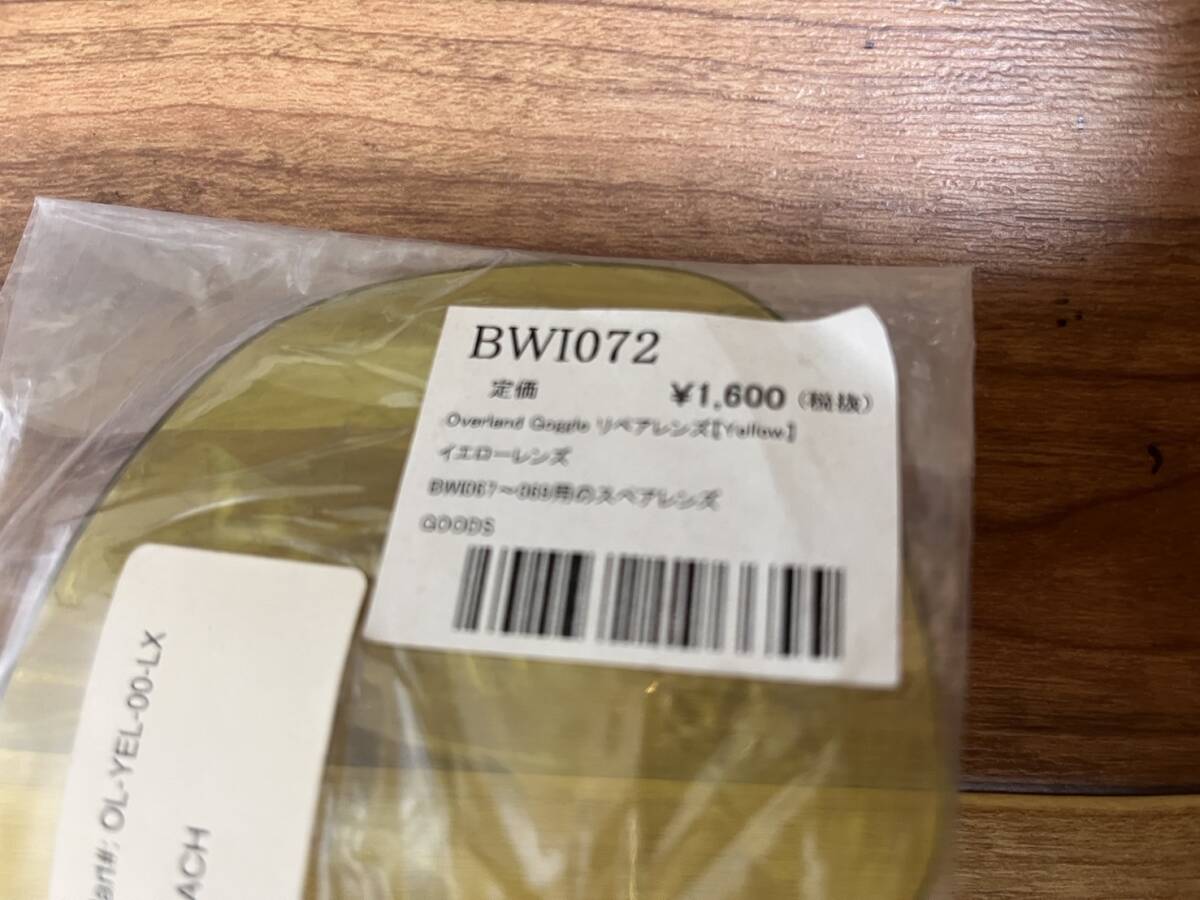 BWI072
定価 ¥1,600 (税抜)
Overland Goggle リペアレンズ【Yellow】
イエローレンズ
BWI067～069用のスペアレンズ
GOODS
Part#: OL-YEL-00-LX
ACH